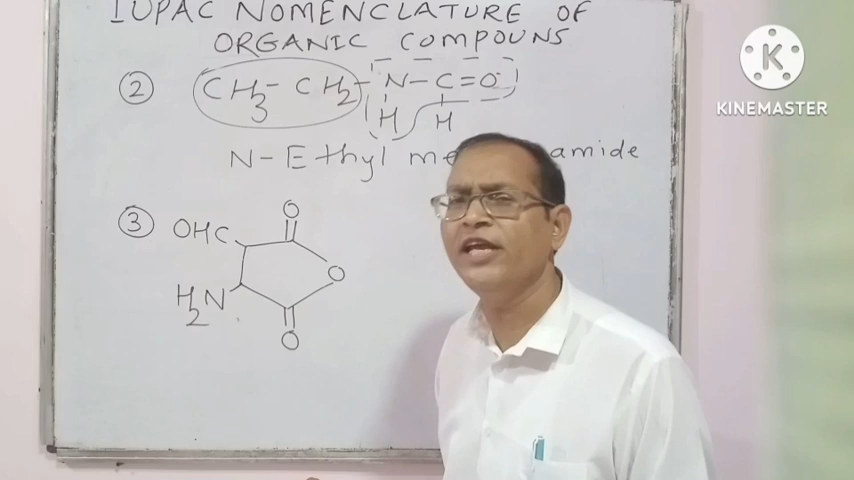 IUPAC NOMENCLATURE OF
ORGANIC COMPOUNS
KINEMASTER
② CH3- CH2-N-C=O
H H
N-Ethyl me amide
③ OHC O
O
H2N
O